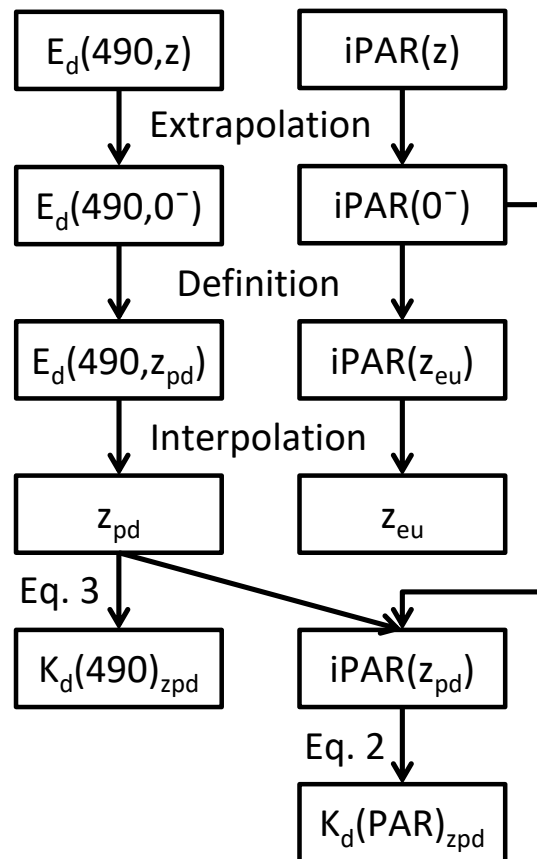 E_d(490,z) iPAR(z)
Extrapolation
E_d(490,0⁻) iPAR(0⁻)
Definition
E_d(490,z_pd) iPAR(z_eu)
Interpolation
z_pd z_eu
Eq. 3
K_d(490)_zpd iPAR(z_pd)
Eq. 2
K_d(PAR)_zpd